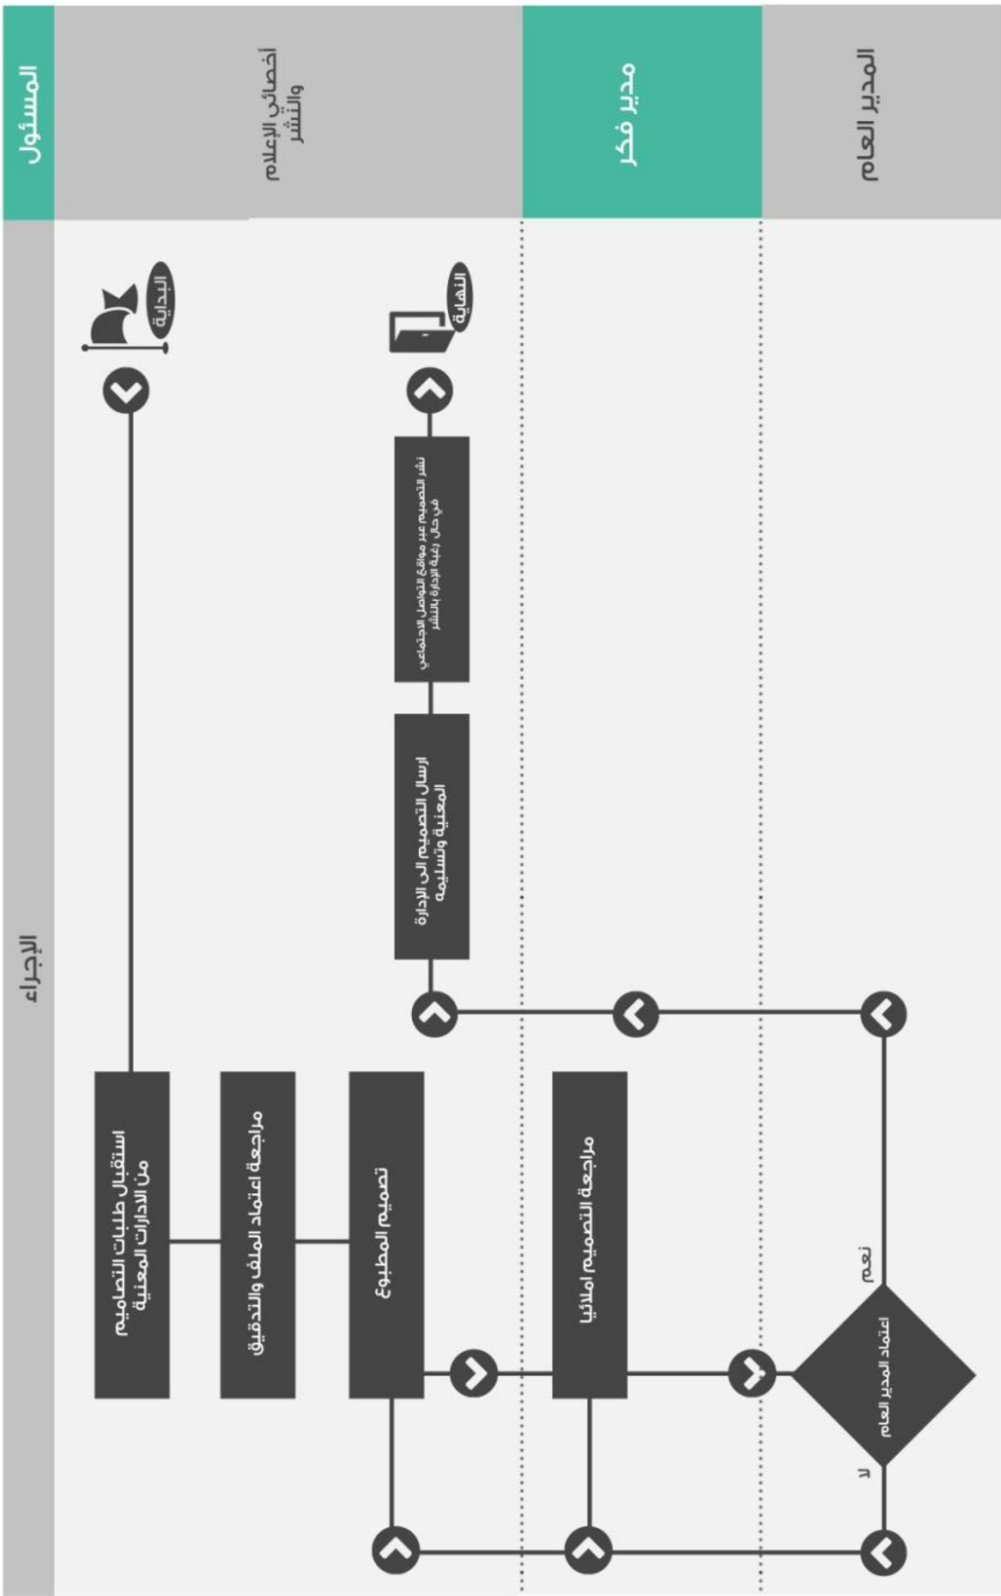 المسئول
الإجراء
أخصائي الإعلام
والنشر
مدير فكر
المدير العام
البداية
استقبال طلبات التصاميم
من الادارات المعنية
مراجعة اعتماد الملف والتدقيق
تصميم المطبوع
مراجعة التصميم املائيا
اعتماد المدير العام
نعم
لا
ارسال التصميم الى الإدارة
المعنية وتسليمه
نشر التصميم عبر مواقع التواصل الاجتماعي
في حال رغبة الإدارة بالنشر
النهاية